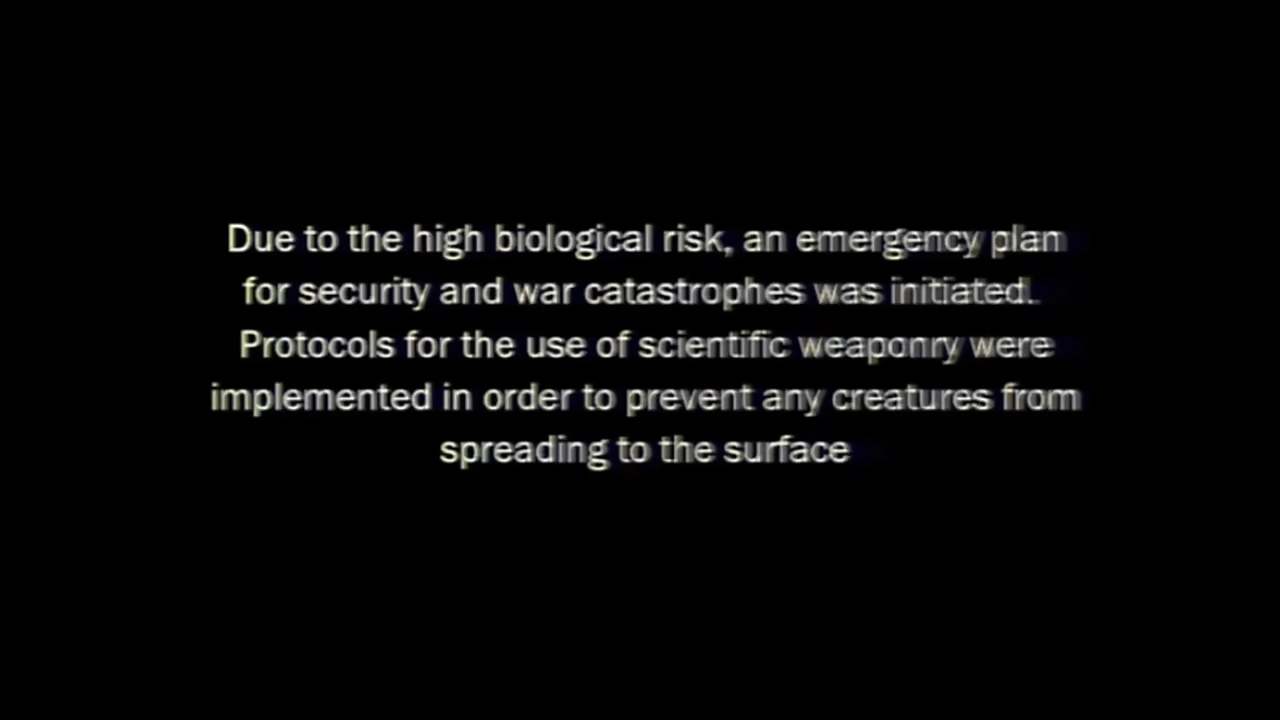 Due to the high biological risk, an emergency plan
for security and war catastrophes was initiated.
Protocols for the use of scientific weaponry were
implemented in order to prevent any creatures from
spreading to the surface